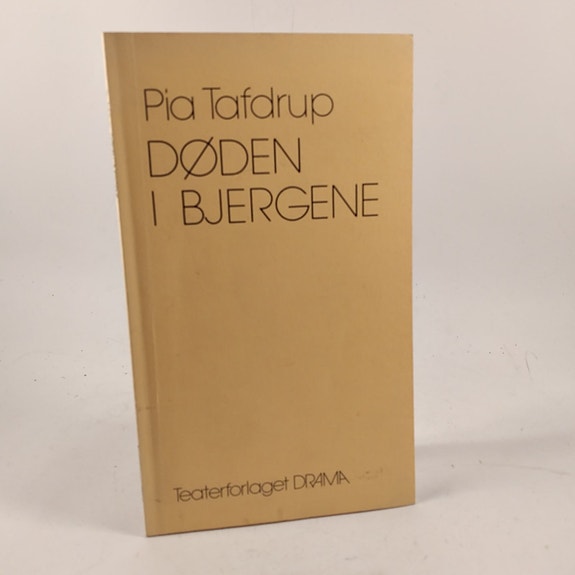 Pia Tafdrup
DØDEN
I BJERGENE
Teaterforlaget DRAMA